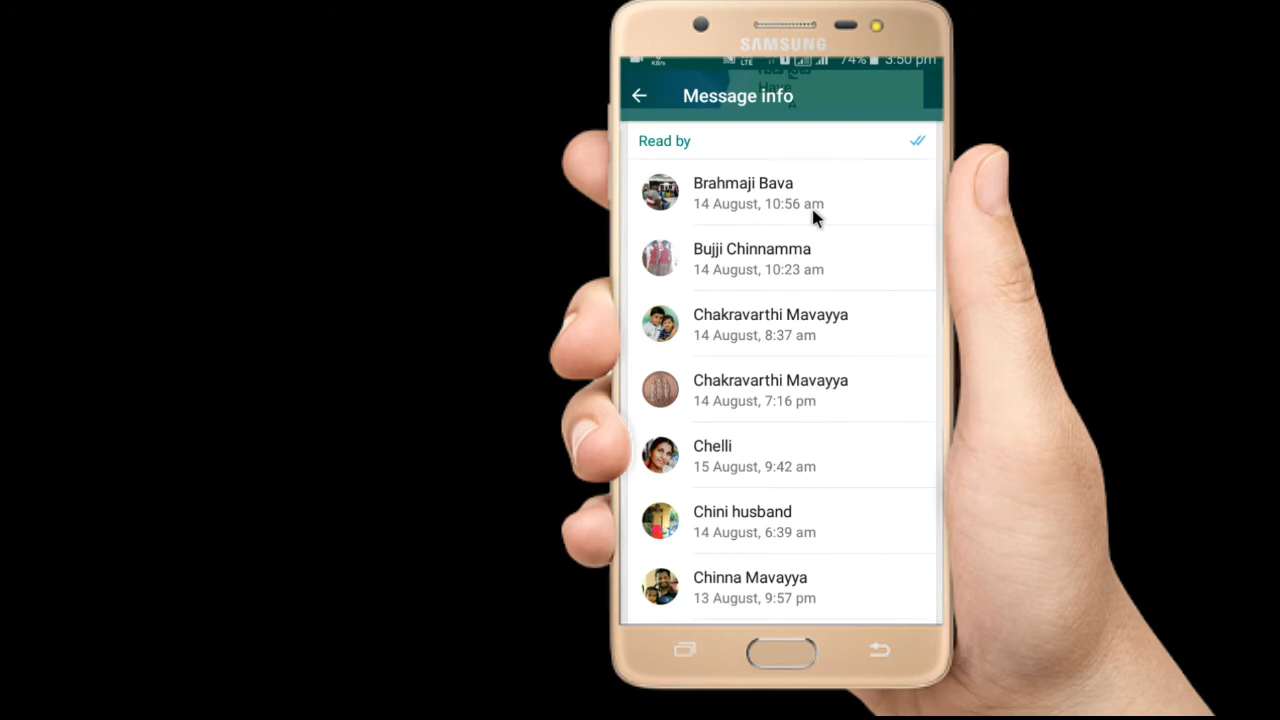 SAMSUNG
KB/s LTE 74% 3:50 pm
Have
A
Message info
Read by
Brahmaji Bava
14 August, 10:56 am
Bujji Chinnamma
14 August, 10:23 am
Chakravarthi Mavayya
14 August, 8:37 am
Chakravarthi Mavayya
14 August, 7:16 pm
Chelli
15 August, 9:42 am
Chini husband
14 August, 6:39 am
Chinna Mavayya
13 August, 9:57 pm